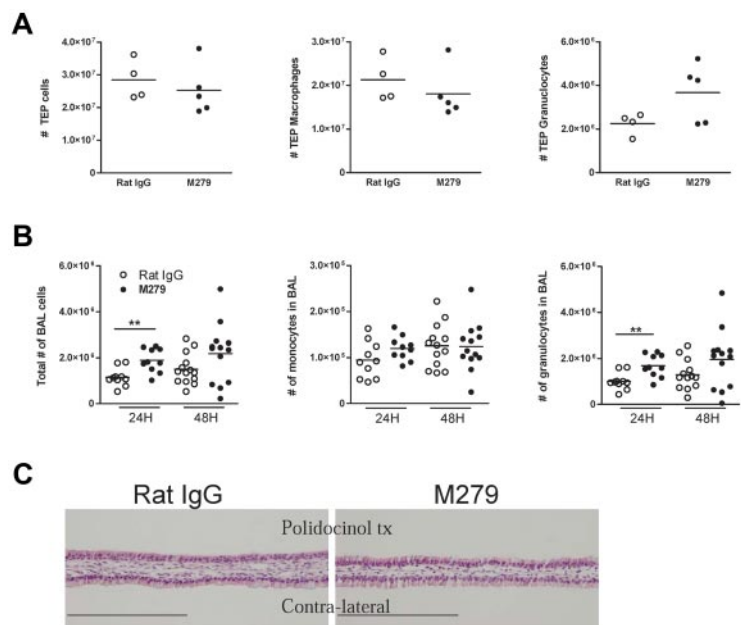 A
# TEP cells
4.0×10⁷
3.0×10⁷
2.0×10⁷
1.0×10⁷
0
Rat IgG M279
# TEP Macrophages
3.0×10⁷
2.0×10⁷
1.0×10⁷
0
Rat IgG M279
# TEP Granuclocytes
6.0×10⁶
4.0×10⁶
2.0×10⁶
0
Rat IgG M279
B
Total # of BAL cells
6.0×10⁶
4.0×10⁶
2.0×10⁶
0
Rat IgG
M279
**
24H 48H
# of monocytes in BAL
3.0×10⁵
2.0×10⁵
1.0×10⁵
0
24H 48H
# of granulocytes in BAL
6.0×10⁶
4.0×10⁶
2.0×10⁶
0
**
24H 48H
C
Rat IgG M279
Polidocinol tx
Contra-lateral